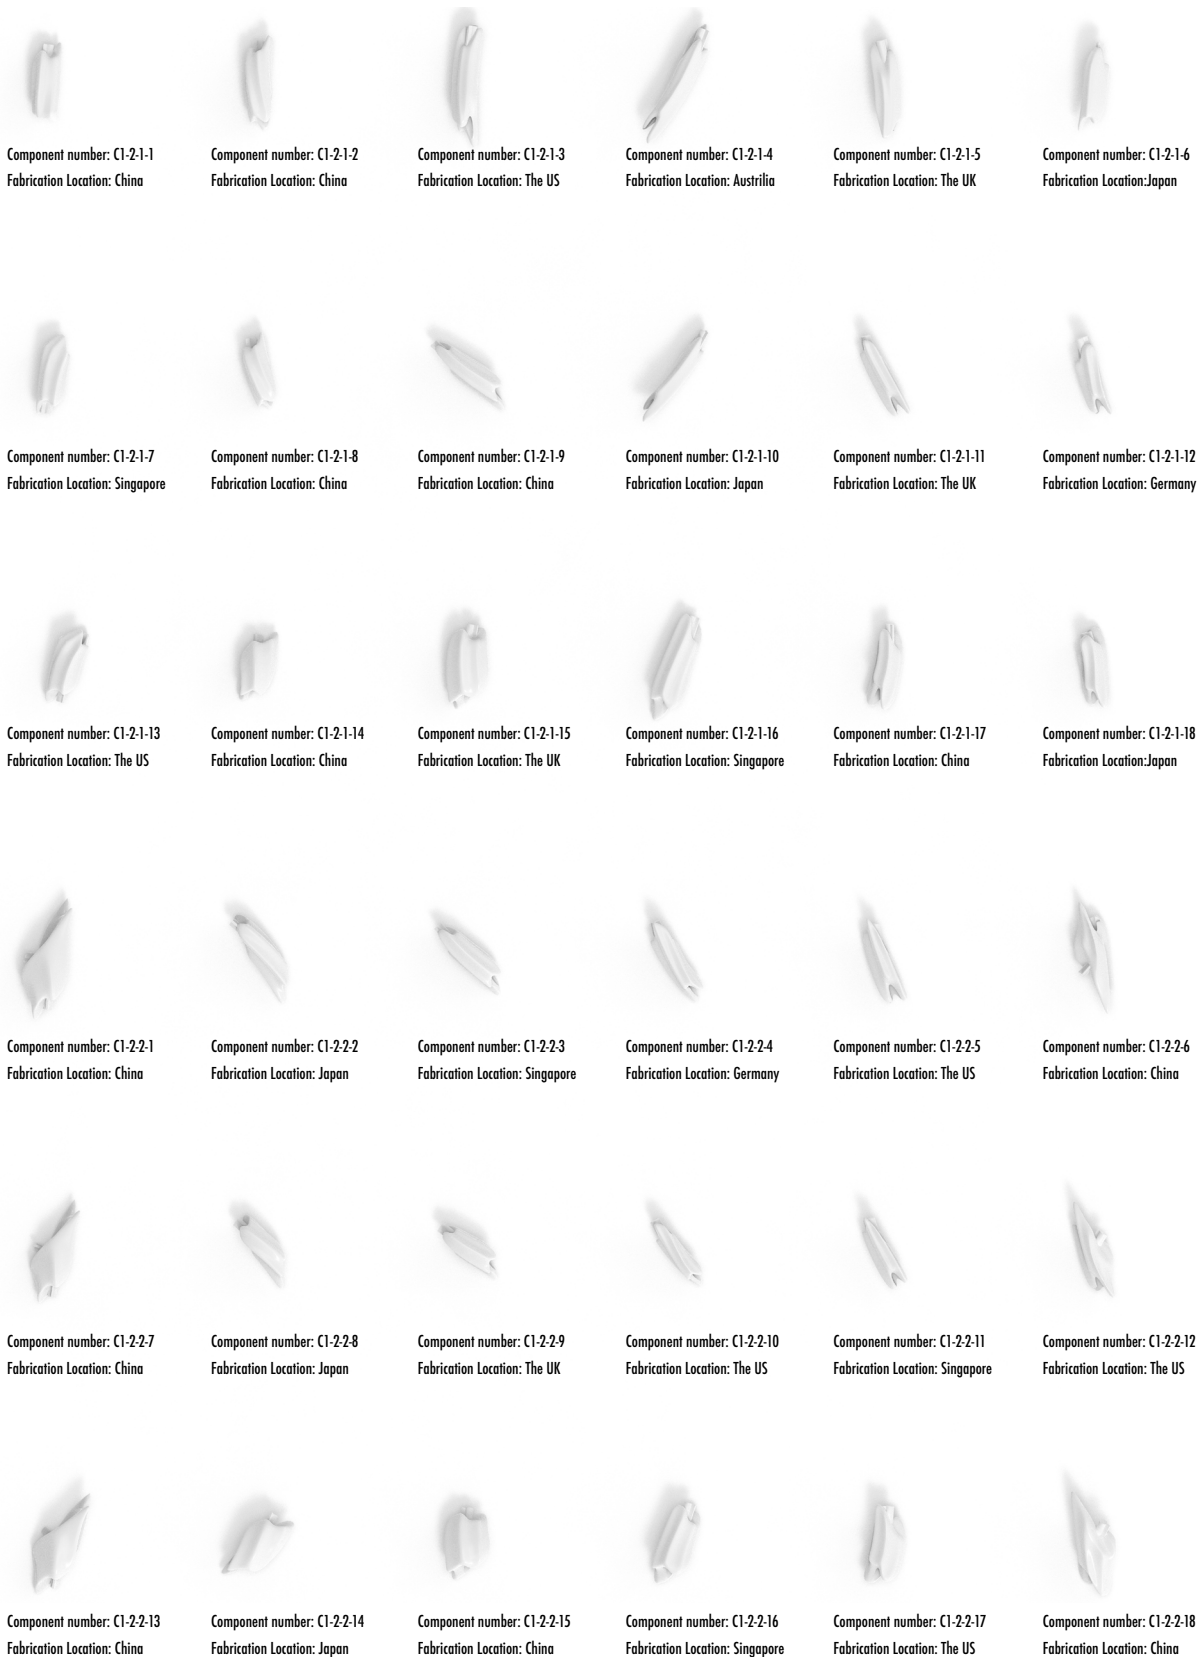 Component number: C1-2-1-1
Fabrication Location: China
Component number: C1-2-1-2
Fabrication Location: China
Component number: C1-2-1-3
Fabrication Location: The US
Component number: C1-2-1-4
Fabrication Location: Austrilia
Component number: C1-2-1-5
Fabrication Location: The UK
Component number: C1-2-1-6
Fabrication Location:Japan
Component number: C1-2-1-7
Fabrication Location: Singapore
Component number: C1-2-1-8
Fabrication Location: China
Component number: C1-2-1-9
Fabrication Location: China
Component number: C1-2-1-10
Fabrication Location: Japan
Component number: C1-2-1-11
Fabrication Location: The UK
Component number: C1-2-1-12
Fabrication Location: Germany
Component number: C1-2-1-13
Fabrication Location: The US
Component number: C1-2-1-14
Fabrication Location: China
Component number: C1-2-1-15
Fabrication Location: The UK
Component number: C1-2-1-16
Fabrication Location: Singapore
Component number: C1-2-1-17
Fabrication Location: China
Component number: C1-2-1-18
Fabrication Location:Japan
Component number: C1-2-2-1
Fabrication Location: China
Component number: C1-2-2-2
Fabrication Location: Japan
Component number: C1-2-2-3
Fabrication Location: Singapore
Component number: C1-2-2-4
Fabrication Location: Germany
Component number: C1-2-2-5
Fabrication Location: The US
Component number: C1-2-2-6
Fabrication Location: China
Component number: C1-2-2-7
Fabrication Location: China
Component number: C1-2-2-8
Fabrication Location: Japan
Component number: C1-2-2-9
Fabrication Location: The UK
Component number: C1-2-2-10
Fabrication Location: The US
Component number: C1-2-2-11
Fabrication Location: Singapore
Component number: C1-2-2-12
Fabrication Location: The US
Component number: C1-2-2-13
Fabrication Location: China
Component number: C1-2-2-14
Fabrication Location: Japan
Component number: C1-2-2-15
Fabrication Location: China
Component number: C1-2-2-16
Fabrication Location: Singapore
Component number: C1-2-2-17
Fabrication Location: The US
Component number: C1-2-2-18
Fabrication Location: China